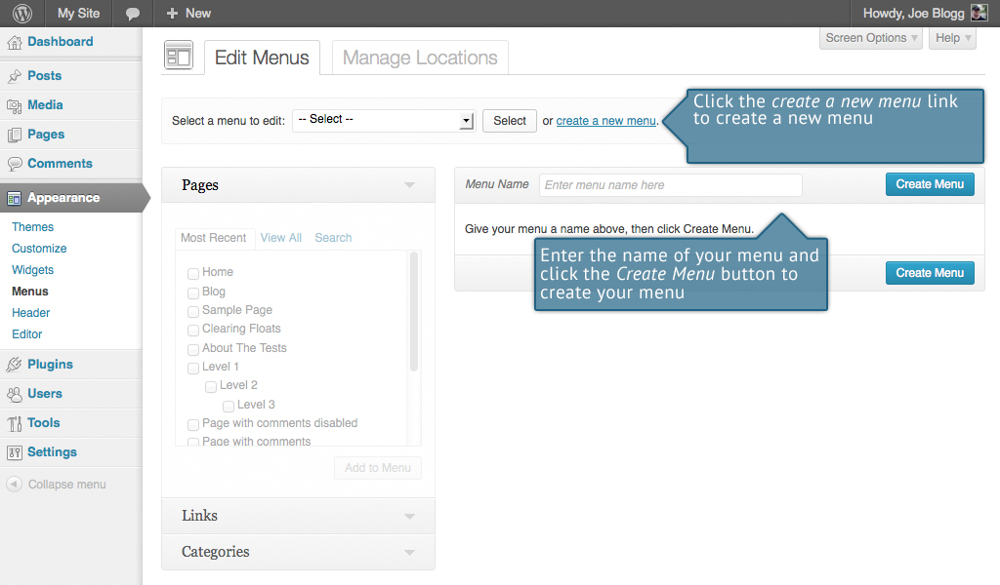 My Site
New
Howdy, Joe Blogg
Dashboard
Posts
Media
Pages
Comments
Appearance
Themes
Customize
Widgets
Menus
Header
Editor
Plugins
Users
Tools
Settings
Collapse menu
Screen Options
Help
Edit Menus
Manage Locations
Select a menu to edit: -- Select -- Select or create a new menu.
Click the create a new menu link
to create a new menu
Pages
Most Recent View All Search
Home
Blog
Sample Page
Clearing Floats
About The Tests
Level 1
Level 2
Level 3
Page with comments disabled
Page with comments
Add to Menu
Links
Categories
Menu Name Enter menu name here Create Menu
Give your menu a name above, then click Create Menu.
Enter the name of your menu and
click the Create Menu button to
create your menu
Create Menu